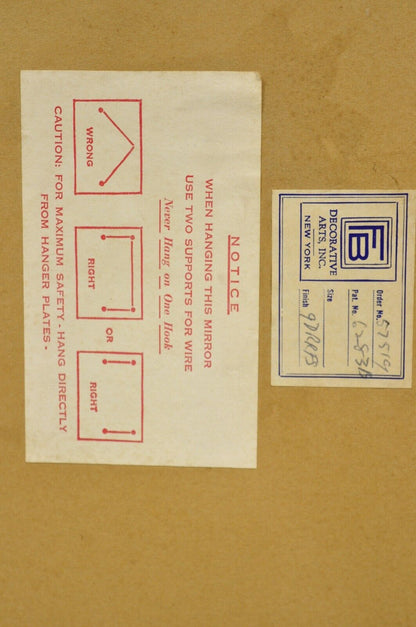 NOTICE
WHEN HANGING THIS MIRROR
USE TWO SUPPORTS FOR WIRE
Never Hang on One Hook
WRONG
RIGHT
OR
RIGHT
CAUTION: FOR MAXIMUM SAFETY - HANG DIRECTLY
FROM HANGER PLATES -
FB
DECORATIVE
ARTS, INC.
NEW YORK
Order No. 57519
Pat. No. 6283B
Size
Finish